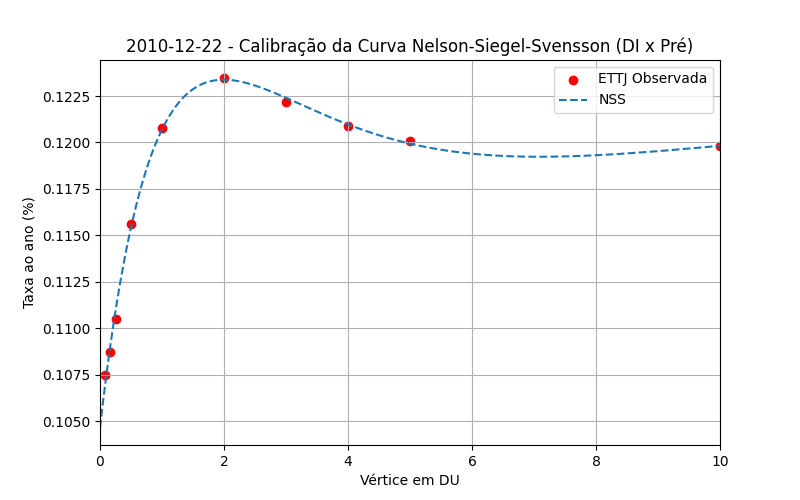 2010-12-22 - Calibração da Curva Nelson-Siegel-Svensson (DI x Pré)
ETTJ Observada
NSS
Taxa ao ano (%)
0.1225
0.1200
0.1175
0.1150
0.1125
0.1100
0.1075
0.1050
0 2 4 6 8 10
Vértice em DU